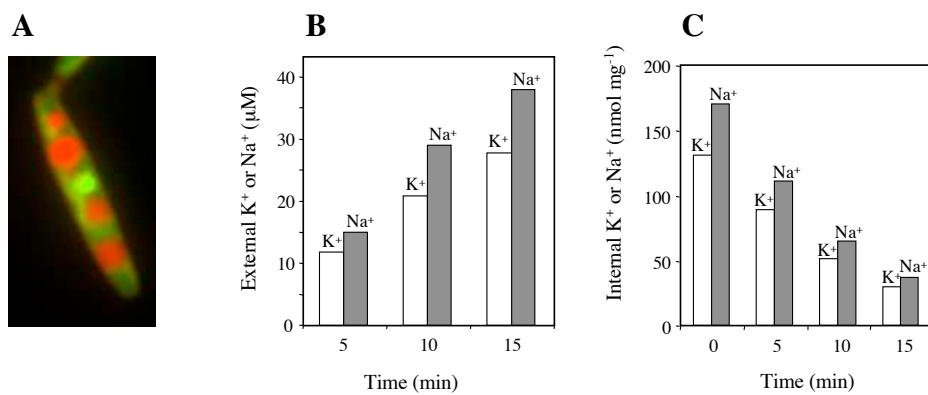 A
B
External K⁺ or Na⁺ (μM)
40
30
20
10
0
K⁺
Na⁺
K⁺
Na⁺
K⁺
Na⁺
5
10
15
Time (min)
C
Internal K⁺ or Na⁺ (nmol mg⁻¹)
200
150
100
50
0
K⁺
Na⁺
K⁺
Na⁺
K⁺
Na⁺
K⁺
Na⁺
0
5
10
15
Time (min)